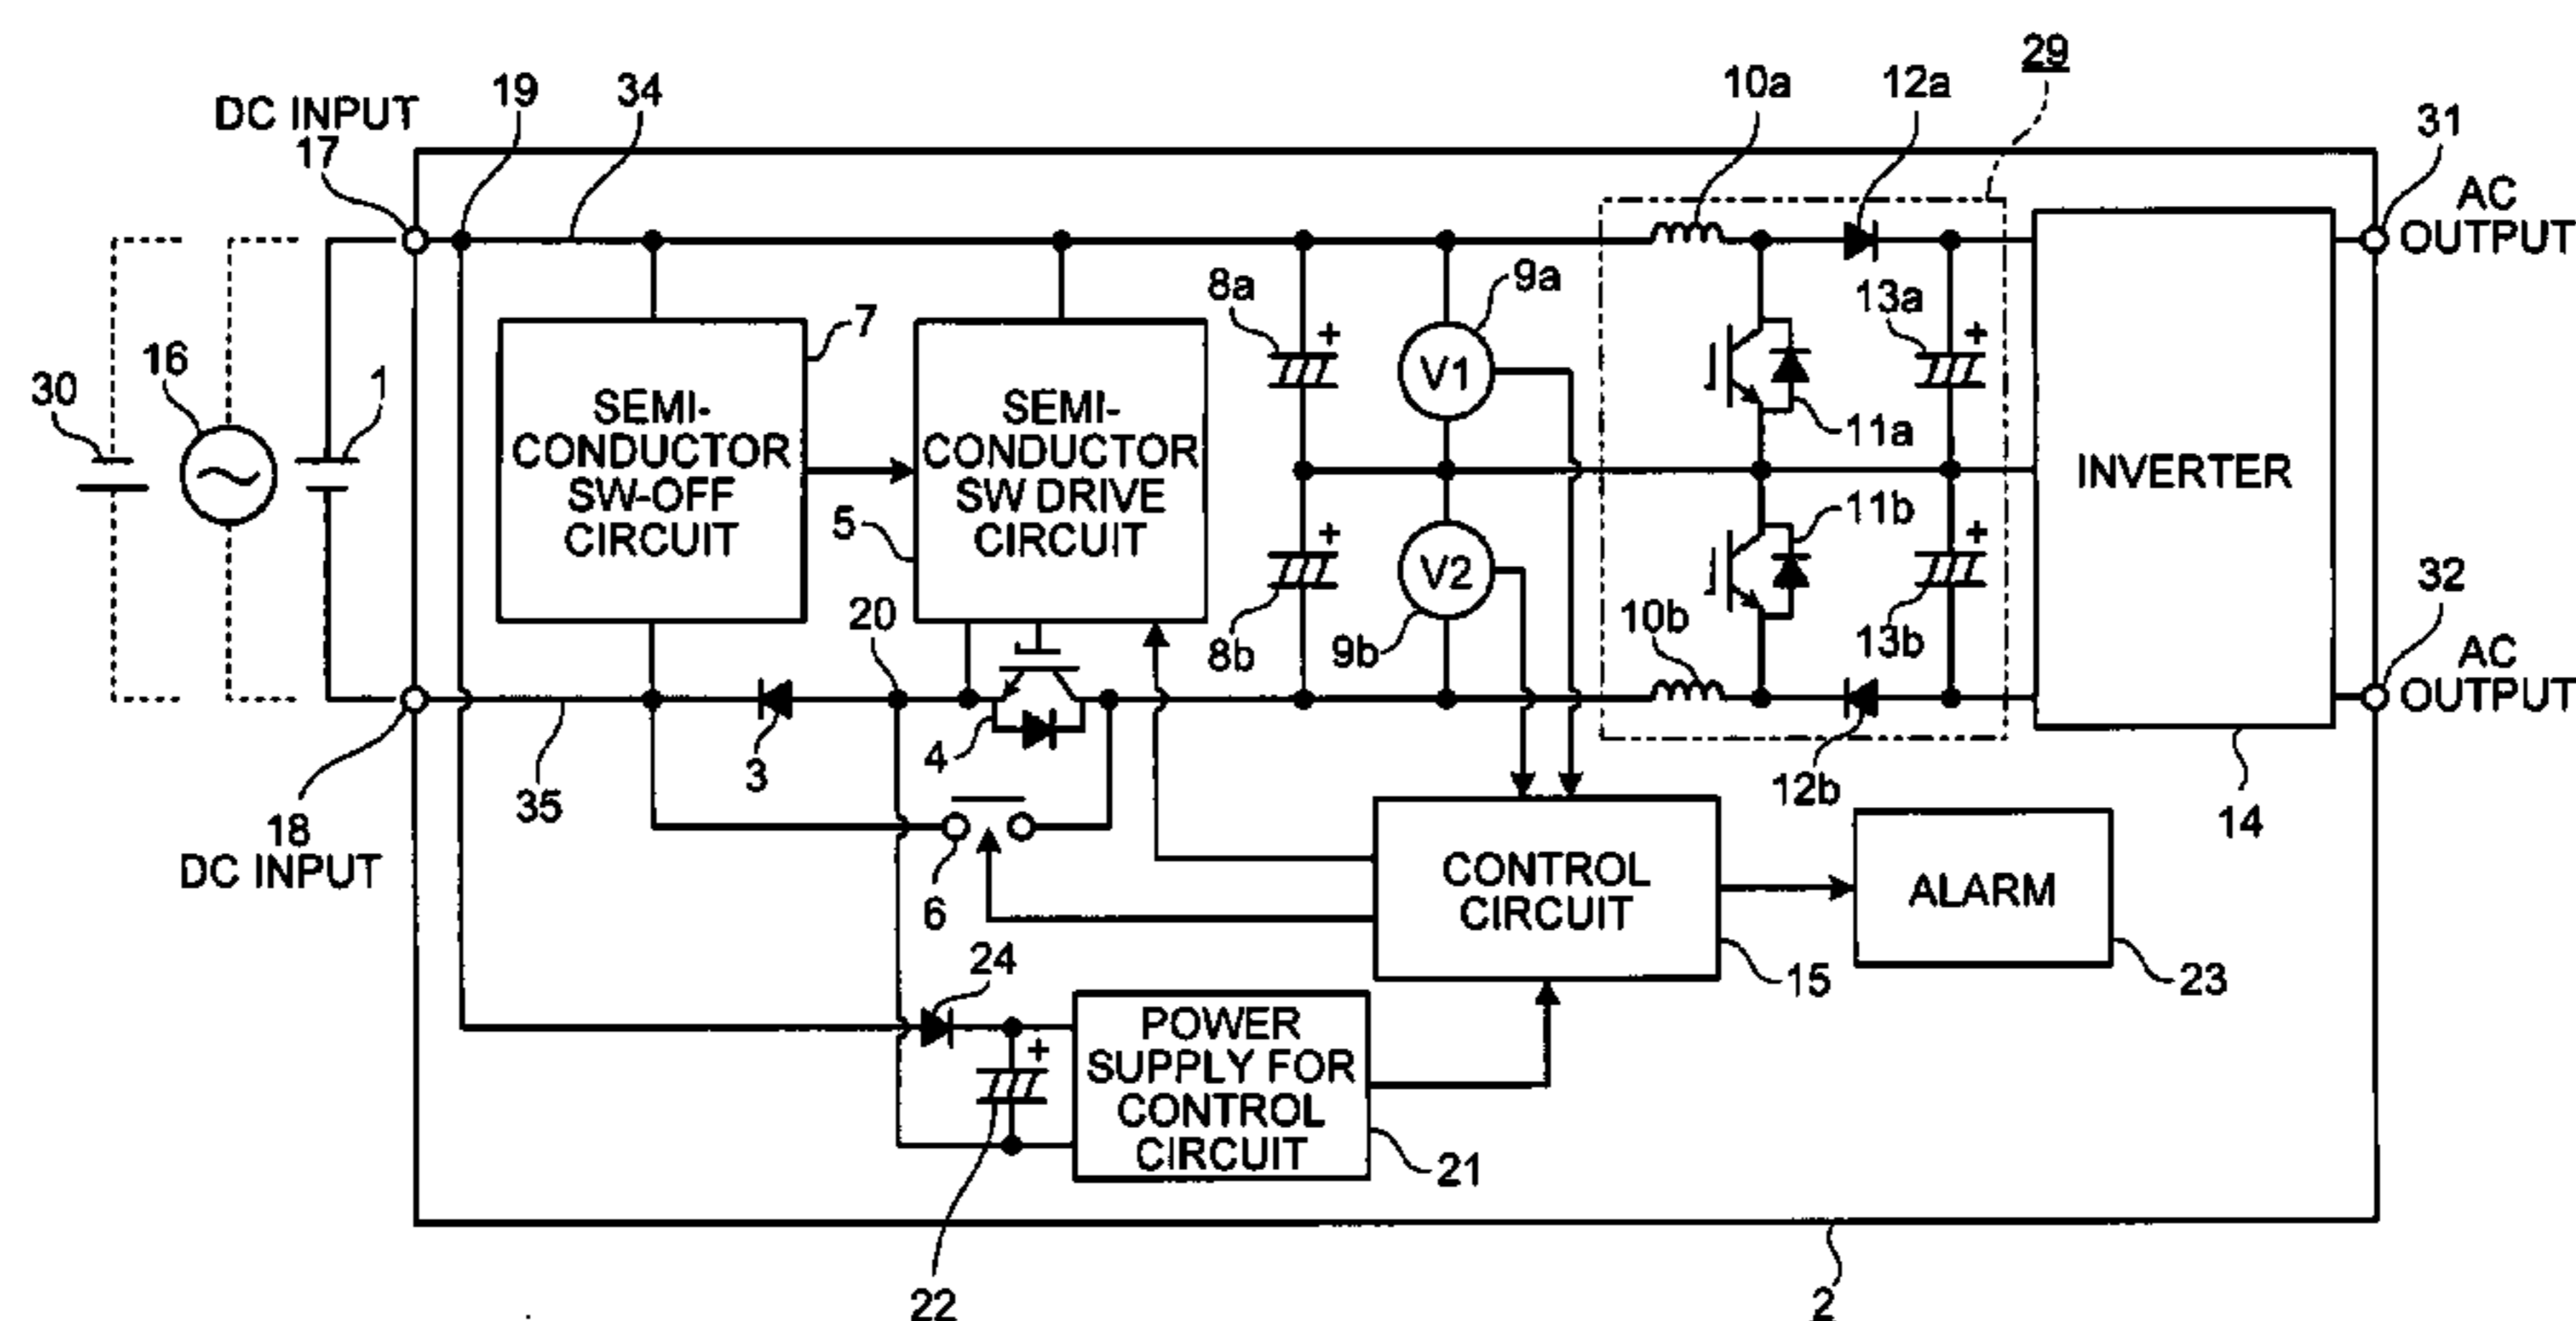 29
10a
12a
19
34
31
DC INPUT
17
AC
OUTPUT
8a
+
9a
13a
+
7
16
1
30
V1
11a
SEMI-
CONDUCTOR
SW-OFF
CIRCUIT
SEMI-
CONDUCTOR
SW DRIVE
CIRCUIT
INVERTER
5
+
11b
+
V2
32
20
10b
8b
9b
13b
AC
OUTPUT
4
3
35
12b
14
18
DC INPUT
6
CONTROL
CIRCUIT
ALARM
24
15
23
+
POWER
SUPPLY FOR
CONTROL
CIRCUIT
21
22
2